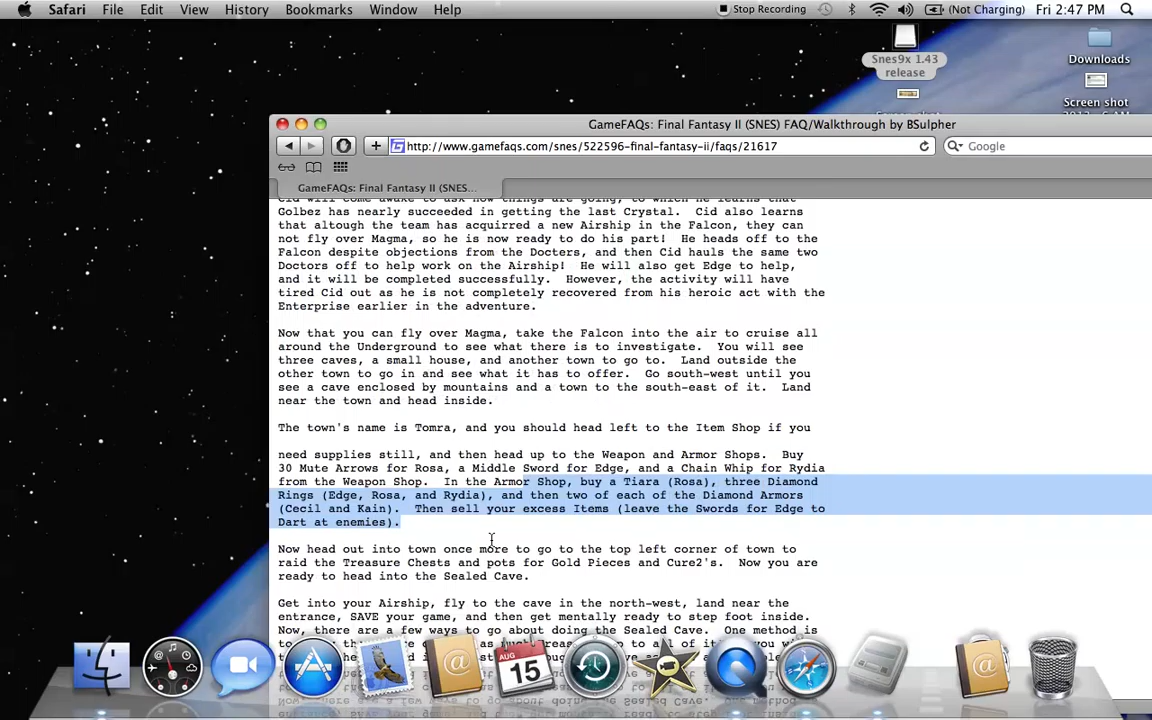 Safari File Edit View History Bookmarks Window Help Stop Recording (Not Charging) Fri 2:47 PM
Snes9x 1.43
release
Downloads
Screen shot
GameFAQs: Final Fantasy II (SNES) FAQ/Walkthrough by BSulpher
http://www.gamefaqs.com/snes/522596-final-fantasy-ii/faqs/21617
Google
GameFAQs: Final Fantasy II (SNES...
Cid will come awake to ask how things are going, to which he learns that
Golbez has nearly succeeded in getting the last Crystal.  Cid also learns
that altough the team has acquirred a new Airship in the Falcon, they can
not fly over Magma, so he is now ready to do his part!  He heads off to the
Falcon despite objections from the Docters, and then Cid hauls the same two
Doctors off to help work on the Airship!  He will also get Edge to help,
and it will be completed successfully.  However, the activity will have
tired Cid out as he is not completely recovered from his heroic act with the
Enterprise earlier in the adventure.
Now that you can fly over Magma, take the Falcon into the air to cruise all
around the Underground to see what there is to investigate.  You will see
three caves, a small house, and another town to go to.  Land outside the
other town to go in and see what it has to offer.  Go south-west until you
see a cave enclosed by mountains and a town to the south-east of it.  Land
near the town and head inside.
The town's name is Tomra, and you should head left to the Item Shop if you
need supplies still, and then head up to the Weapon and Armor Shops.  Buy
30 Mute Arrows for Rosa, a Middle Sword for Edge, and a Chain Whip for Rydia
from the Weapon Shop.  In the Armor Shop, buy a Tiara (Rosa), three Diamond
Rings (Edge, Rosa, and Rydia), and then two of each of the Diamond Armors
(Cecil and Kain).  Then sell your excess Items (leave the Swords for Edge to
Dart at enemies).
Now head out into town once more to go to the top left corner of town to
raid the Treasure Chests and pots for Gold Pieces and Cure2's.  Now you are
ready to head into the Sealed Cave.
Get into your Airship, fly to the cave in the north-west, land near the
entrance, SAVE your game, and then get mentally ready to step foot inside.
Now, there are a few ways to go about doing the Sealed Cave.  One method is
AUG
15